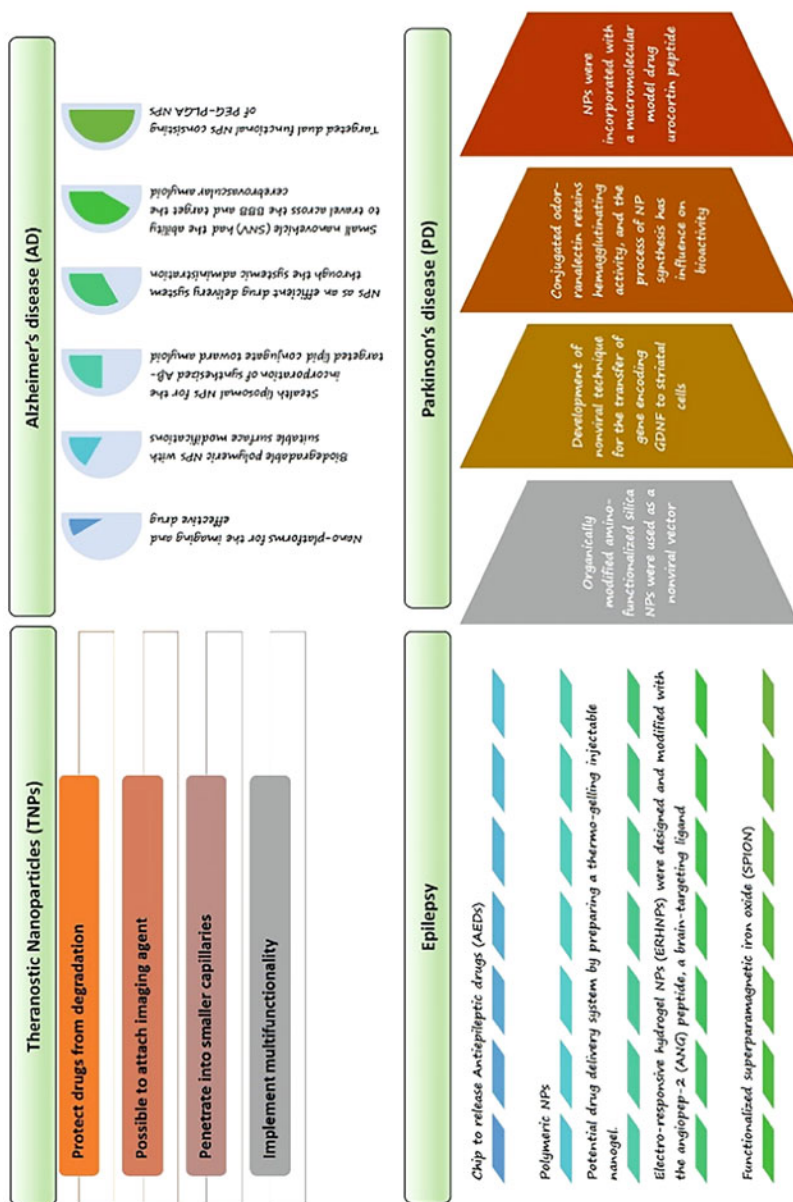 Theranostic Nanoparticles (TNPs)
Protect drugs from degradation
Possible to attach imaging agent
Penetrate into smaller capillaries
Implement multifunctionality
Alzheimer's disease (AD)
Nano-platforms for the imaging and
effective drug
Biodegradable polymeric NPs with
suitable surface modifications
Stealth liposomal NPs for the
incorporation of synthesized Aβ-
targeted lipid conjugate toward amyloid
NPs as an efficient drug delivery system
through the systemic administration
Small nanovehicle (SNV) had the ability
to travel across the BBB and target the
cerebrovascular amyloid
Targeted dual functional NPs consisting
of PEG-PLGA NPs
Epilepsy
Chip to release Antiepileptic drugs (AEDs)
Polymeric NPs
Potential drug delivery system by preparing a thermo-gelling injectable
nanogel.
Electro-responsive hydrogel NPs (ERHNPs) were designed and modified with
the angiopep-2 (ANG) peptide, a brain-targeting ligand
Functionalized superparamagnetic iron oxide (SPION)
Parkinson's disease (PD)
Organically
modified amino-
functionalized silica
NPs were used as a
nonviral vector
Development of
nonviral technique
for the transfer of
gene encoding
GDNF to striatal
cells
Conjugated odor-
ranalectin retains
hemagglutinating
activity, and the
process of NP
synthesis has
influence on
bioactivity
NPs were
incorporated with
a macromolecular
model drug
urocortin peptide